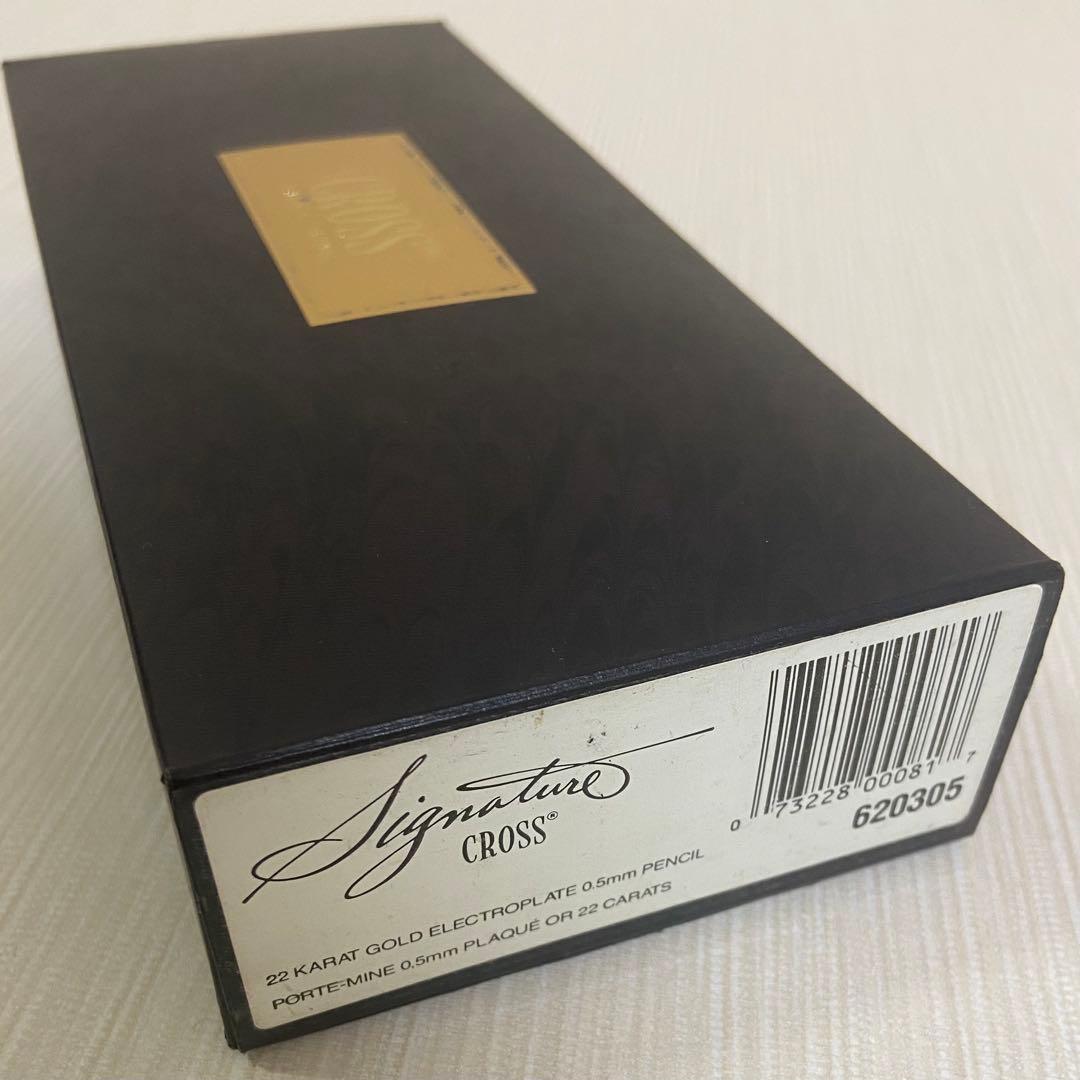 CROSS
Signature
CROSS®
22 KARAT GOLD ELECTROPLATE 0.5mm PENCIL
PORTE-MINE 0.5mm PLAQUÉ OR 22 CARATS
0 73228 00081 7
620305